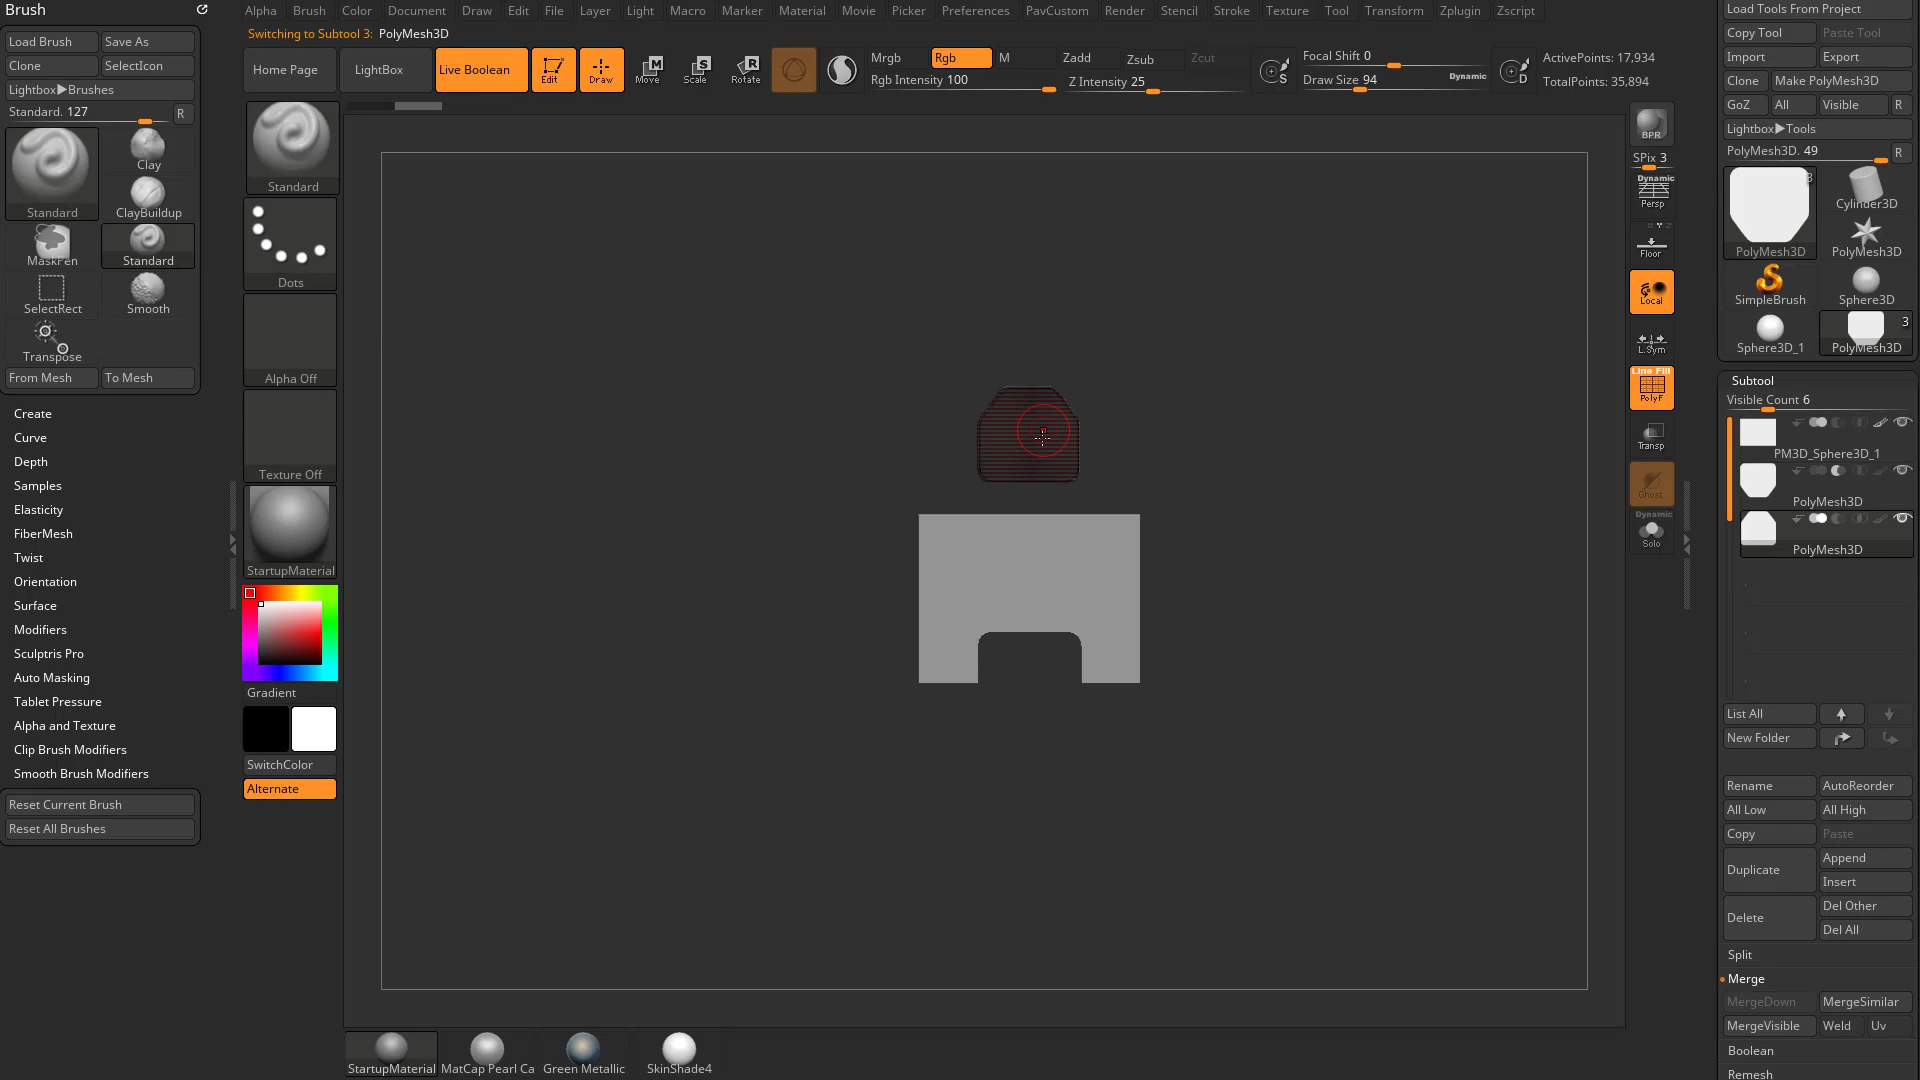 Brush
Load Brush Save As
Clone SelectIcon
Lightbox▶Brushes
Standard. 127 R
Standard
Clay
ClayBuildup
MaskPen
Standard
SelectRect
Smooth
Transpose
From Mesh To Mesh
Create
Curve
Depth
Samples
Elasticity
FiberMesh
Twist
Orientation
Surface
Modifiers
Sculptris Pro
Auto Masking
Tablet Pressure
Alpha and Texture
Clip Brush Modifiers
Smooth Brush Modifiers
Reset Current Brush
Reset All Brushes
Alpha Brush Color Document Draw Edit File Layer Light Macro Marker Material Movie Picker Preferences PavCustom Render Stencil Stroke Texture Tool Transform Zplugin Zscript
Switching to Subtool 3: PolyMesh3D
Home Page LightBox Live Boolean Edit Draw Move Scale Rotate
M S R
Mrgb Rgb M
Rgb Intensity 100
Zadd Zsub Zcut
Z Intensity 25
S
Focal Shift 0
Draw Size 94 Dynamic
D
ActivePoints: 17,934
TotalPoints: 35,894
Standard
Dots
Alpha Off
Texture Off
StartupMaterial
Gradient
SwitchColor
Alternate
StartupMaterial MatCap Pearl Ca Green Metallic SkinShade4
BPR
SPix 3
Dynamic
Persp
Floor
Local
L.Sym
Line Fill
PolyF
Transp
Ghost
Dynamic
Solo
Load Tools From Project
Copy Tool Paste Tool
Import Export
Clone Make PolyMesh3D
GoZ All Visible R
Lightbox▶Tools
PolyMesh3D. 49 R
3
PolyMesh3D
Cylinder3D
PolyMesh3D
SimpleBrush
Sphere3D
Sphere3D_1
3
PolyMesh3D
Subtool
Visible Count 6
PM3D_Sphere3D_1
PolyMesh3D
PolyMesh3D
List All
New Folder
Rename AutoReorder
All Low All High
Copy Paste
Duplicate Append
Insert
Delete Del Other
Del All
Split
Merge
MergeDown MergeSimilar
MergeVisible Weld Uv
Boolean
Remesh